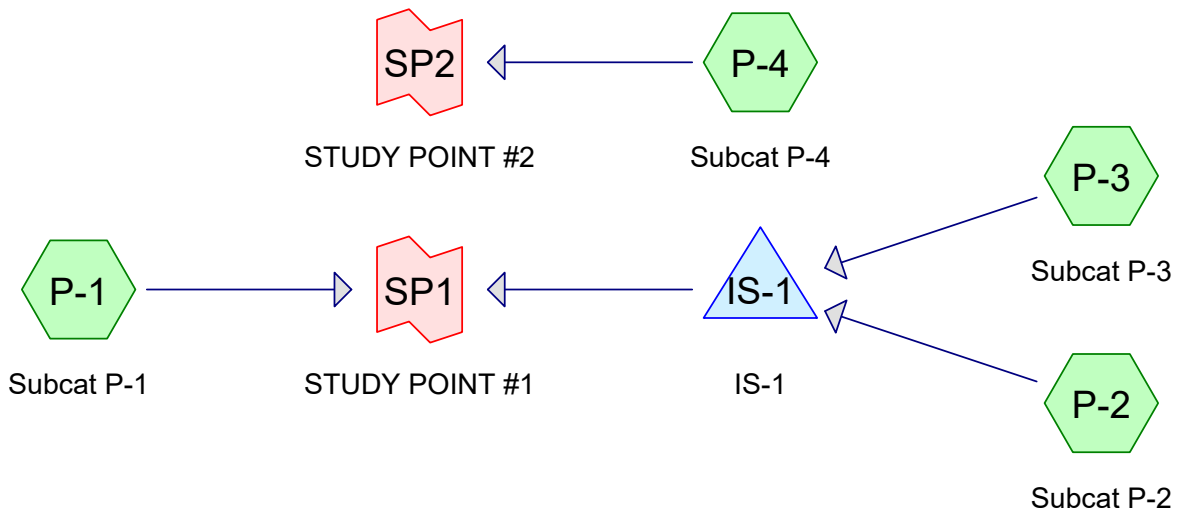 SP2
P-4
STUDY POINT #2
Subcat P-4
P-3
Subcat P-3
P-1
SP1
IS-1
Subcat P-1
STUDY POINT #1
IS-1
P-2
Subcat P-2